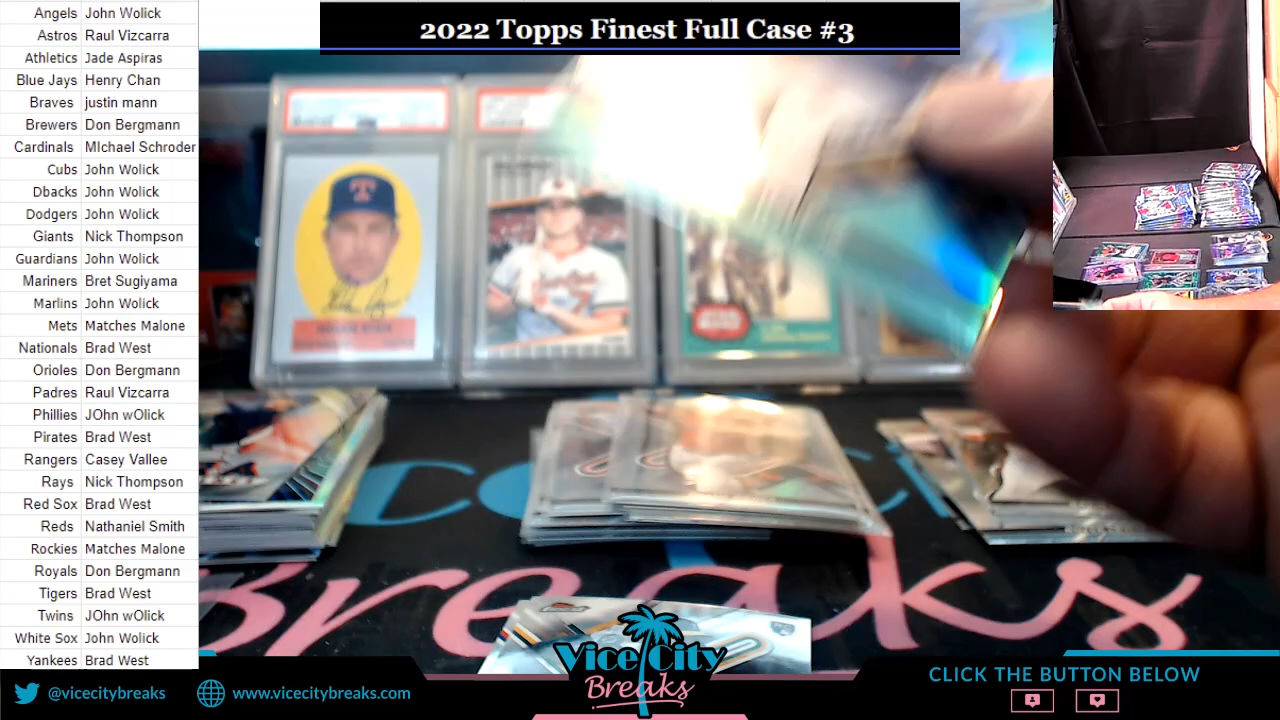 2022 Topps Finest Full Case #3
Angels John Wolick
Astros Raul Vizcarra
Athletics Jade Aspiras
Blue Jays Henry Chan
Braves justin mann
Brewers Don Bergmann
Cardinals MIchael Schroder
Cubs John Wolick
Dbacks John Wolick
Dodgers John Wolick
Giants Nick Thompson
Guardians John Wolick
Mariners Bret Sugiyama
Marlins John Wolick
Mets Matches Malone
Nationals Brad West
Orioles Don Bergmann
Padres Raul Vizcarra
Phillies JOhn wOlick
Pirates Brad West
Rangers Casey Vallee
Rays Nick Thompson
Red Sox Brad West
Reds Nathaniel Smith
Rockies Matches Malone
Royals Don Bergmann
Tigers Brad West
Twins JOhn wOlick
White Sox John Wolick
Yankees Brad West
T
STAR WARS
Breaks
Vice City
Breaks
@vicecitybreaks
www.vicecitybreaks.com
CLICK THE BUTTON BELOW